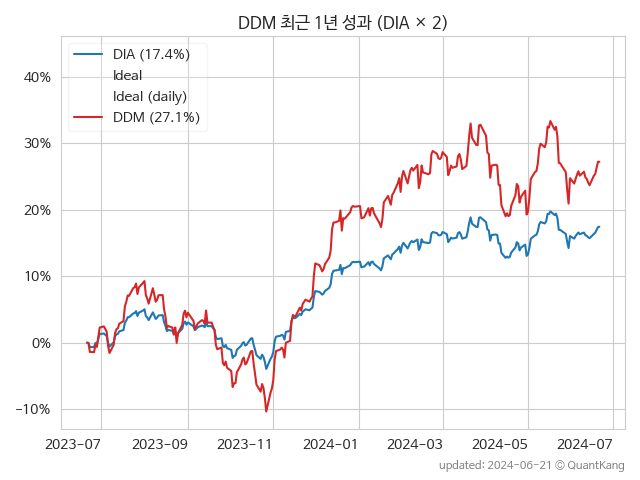 DDM 최근 1년 성과 (DIA × 2)
DIA (17.4%)
Ideal
Ideal (daily)
DDM (27.1%)
40%
30%
20%
10%
0%
−10%
2023-07 2023-09 2023-11 2024-01 2024-03 2024-05 2024-07
updated: 2024-06-21 © QuantKang